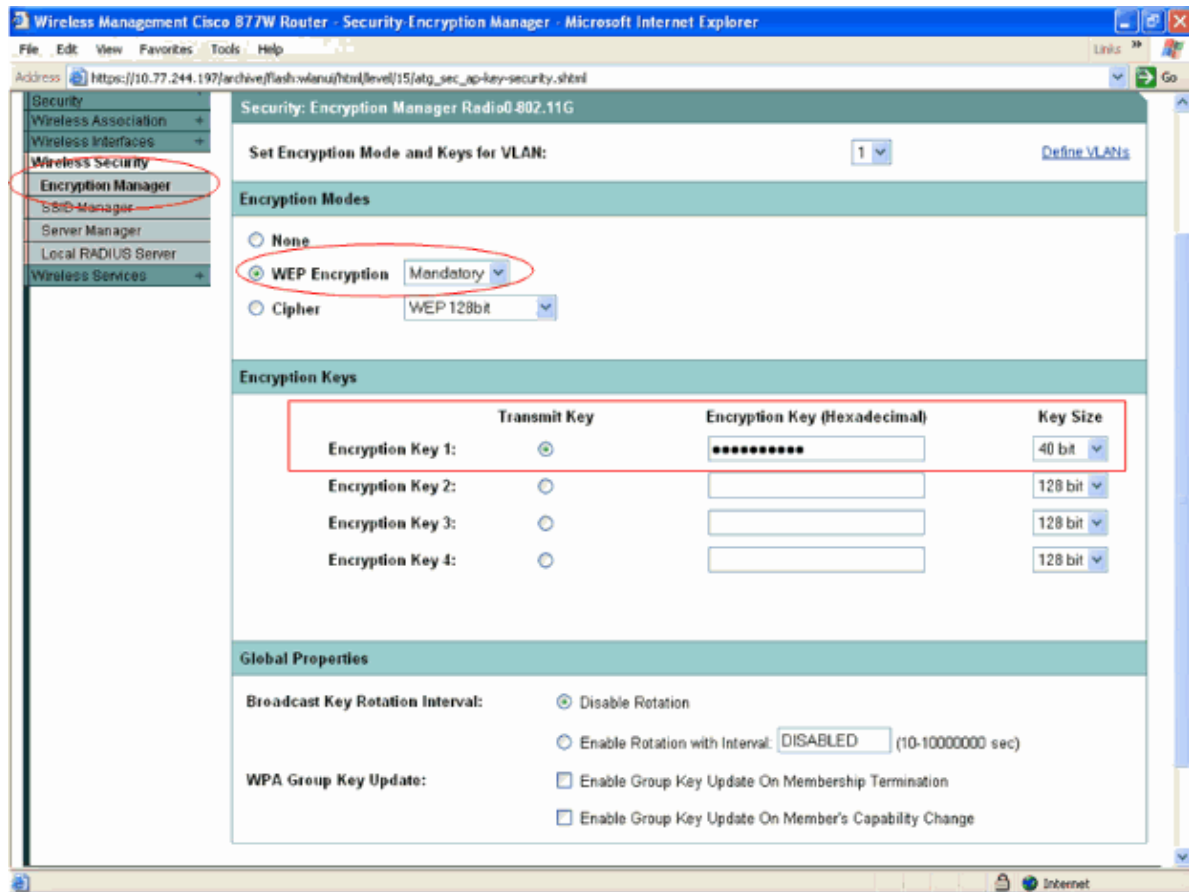 Wireless Management Cisco 877W Router - Security-Encryption Manager - Microsoft Internet Explorer
File Edit View Favorites Tools Help Links »
Address https://10.77.244.197/archive/flash:wlanui/html/level/15/atg_sec_ap-key-security.shtml Go
Security
Wireless Association +
Wireless Interfaces +
Wireless Security
Encryption Manager
SSID Manager
Server Manager
Local RADIUS Server
Wireless Services +
Security: Encryption Manager Radio0-802.11G
Set Encryption Mode and Keys for VLAN: 1 Define VLANs
Encryption Modes
None
WEP Encryption Mandatory
Cipher WEP 128bit
Encryption Keys
Transmit Key Encryption Key (Hexadecimal) Key Size
Encryption Key 1: •••••••••• 40 bit
Encryption Key 2: 128 bit
Encryption Key 3: 128 bit
Encryption Key 4: 128 bit
Global Properties
Broadcast Key Rotation Interval: Disable Rotation
Enable Rotation with Interval: DISABLED (10-10000000 sec)
WPA Group Key Update: Enable Group Key Update On Membership Termination
Enable Group Key Update On Member's Capability Change
Internet